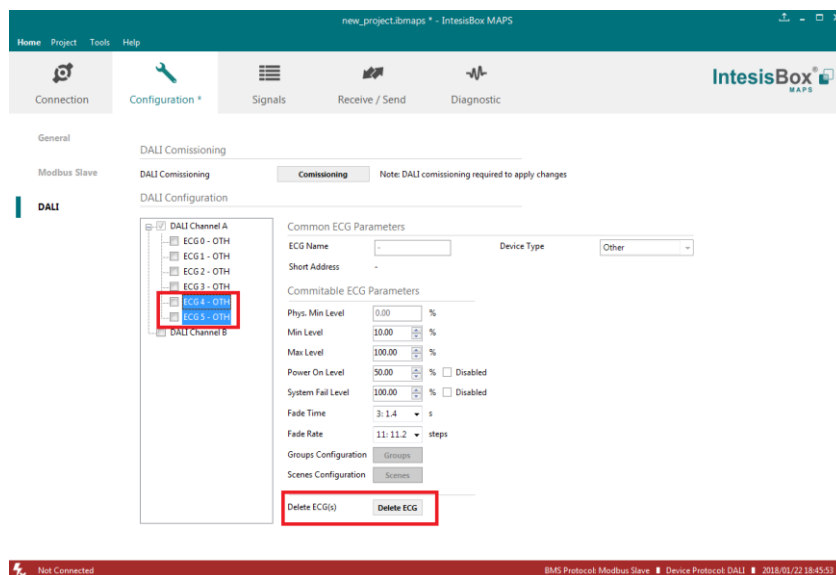 new_project.ibmaps * - IntesisBox MAPS
Home Project Tools Help
Connection Configuration * Signals Receive / Send Diagnostic
IntesisBox®
MAPS
General
Modbus Slave
DALI
DALI Comissioning
DALI Comissioning Comissioning Note: DALI comissioning required to apply changes
DALI Configuration
DALI Channel A
ECG 0 - OTH
ECG 1 - OTH
ECG 2 - OTH
ECG 3 - OTH
ECG 4 - OTH
ECG 5 - OTH
DALI Channel B
Common ECG Parameters
ECG Name - Device Type Other
Short Address -
Commitable ECG Parameters
Phys. Min Level 0.00 %
Min Level 10.00 %
Max Level 100.00 %
Power On Level 50.00 % Disabled
System Fail Level 100.00 % Disabled
Fade Time 3: 1.4 s
Fade Rate 11: 11.2 steps
Groups Configuration Groups
Scenes Configuration Scenes
Delete ECG(s) Delete ECG
Not Connected BMS Protocol: Modbus Slave Device Protocol: DALI 2018/01/22 18:45:53